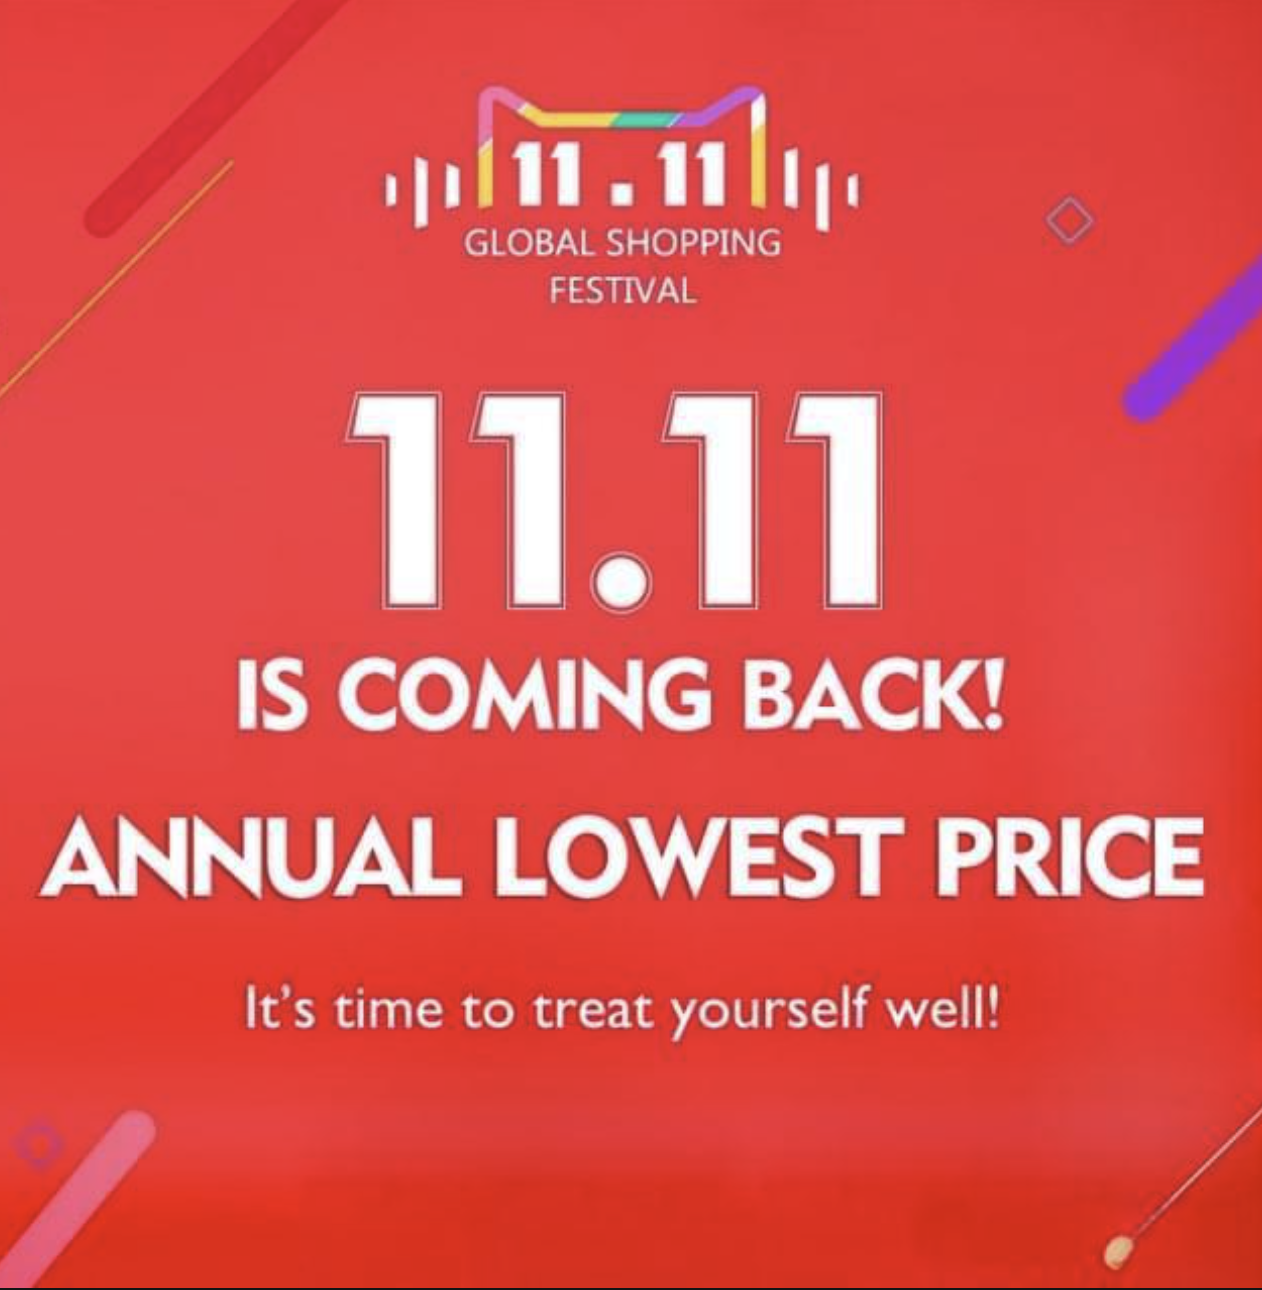 11.11
GLOBAL SHOPPING
FESTIVAL
11.11
IS COMING BACK!
ANNUAL LOWEST PRICE
It's time to treat yourself well!